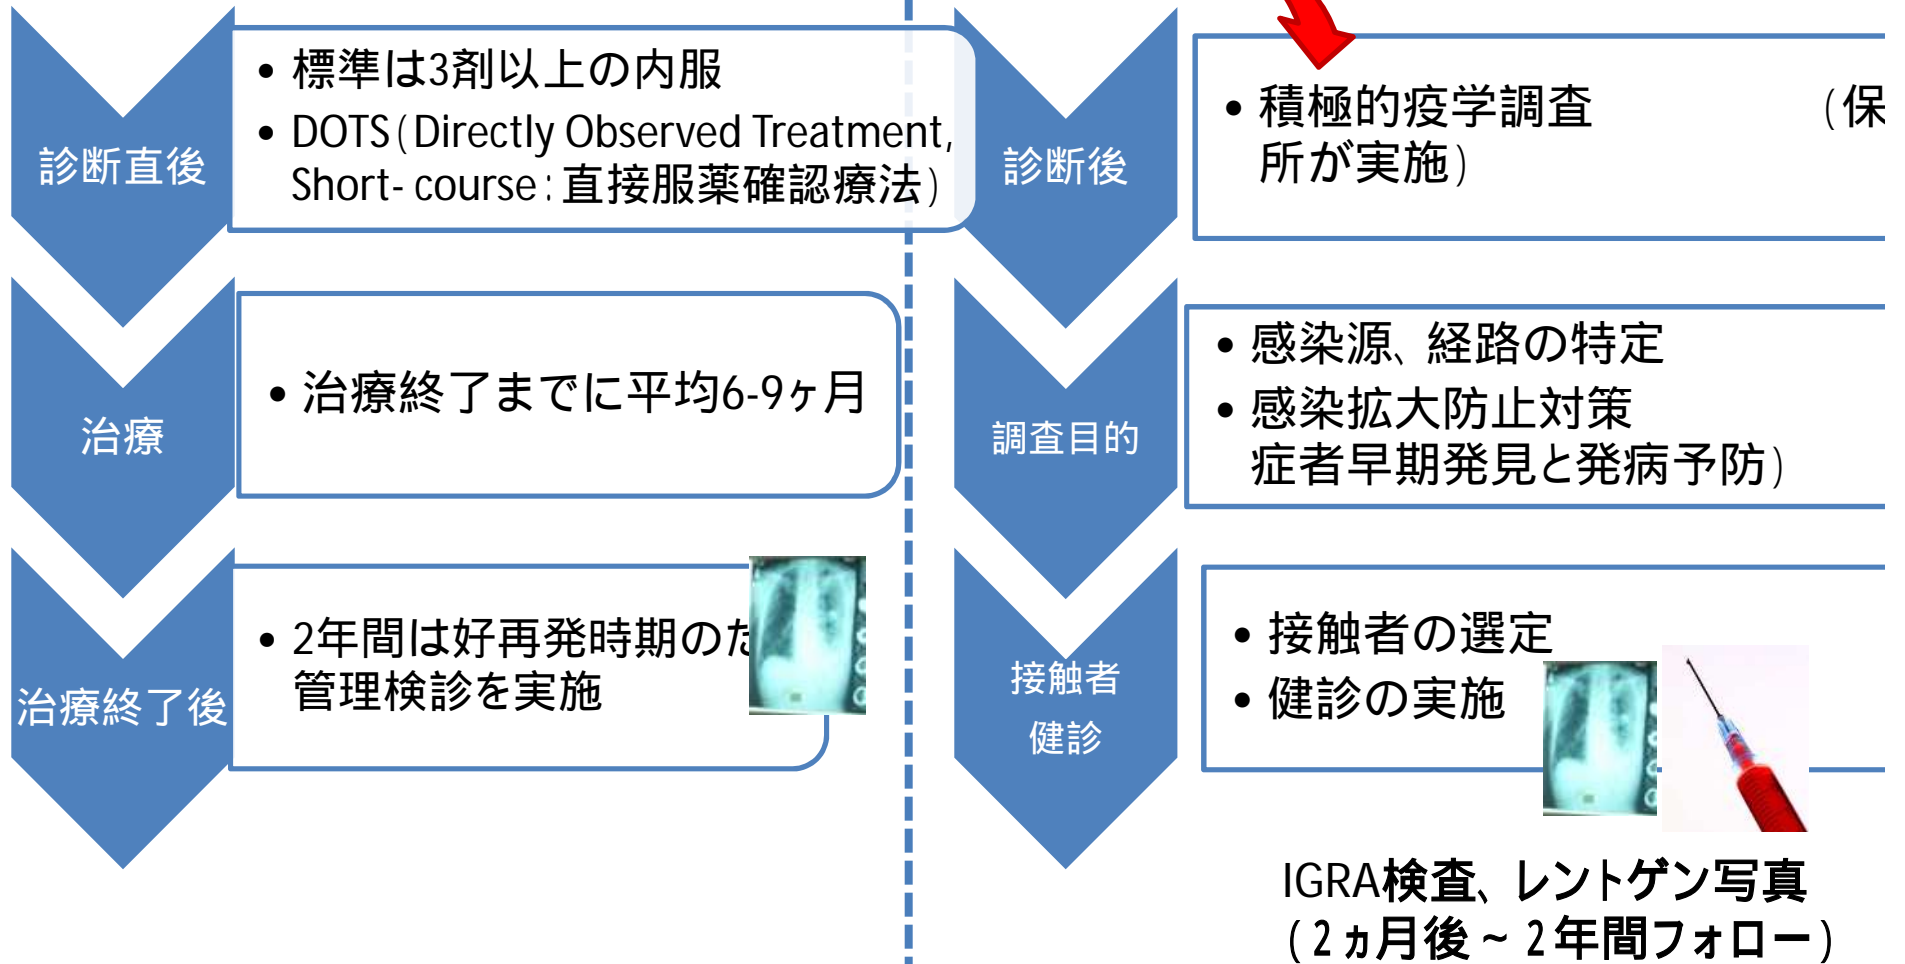 診断直後
• 標準は3剤以上の内服
• DOTS(Directly Observed Treatment,
Short- course:直接服薬確認療法)
治療
• 治療終了までに平均6-9ヶ月
治療終了後
• 2年間は好再発時期のた
管理検診を実施
診断後
• 積極的疫学調査 (保
所が実施)
調査目的
• 感染源、経路の特定
• 感染拡大防止対策
症者早期発見と発病予防)
接触者
健診
• 接触者の選定
• 健診の実施
IGRA検査、レントゲン写真
(2ヵ月後~2年間フォロー)